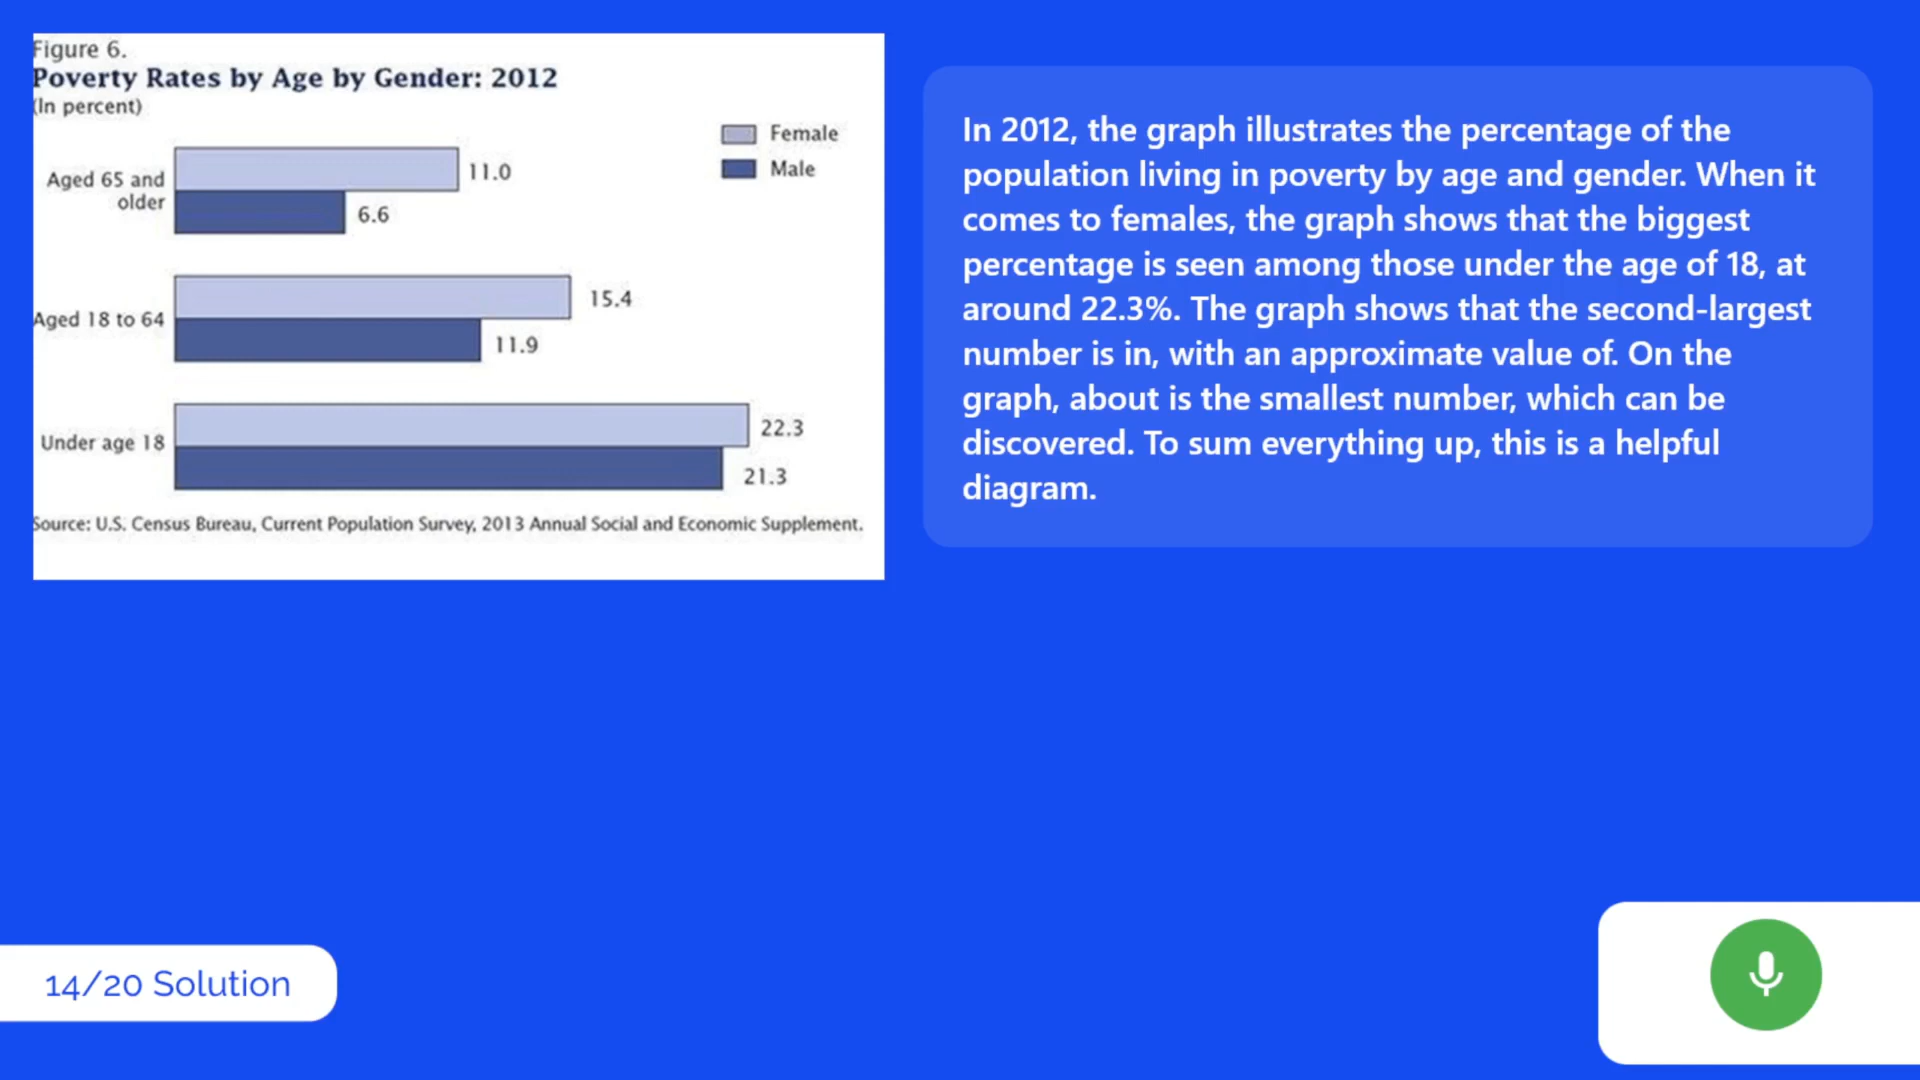 Figure 6.
Poverty Rates by Age by Gender: 2012
(In percent)
Female
Male
Aged 65 and
older
11.0
6.6
Aged 18 to 64
15.4
11.9
Under age 18
22.3
21.3
Source: U.S. Census Bureau, Current Population Survey, 2013 Annual Social and Economic Supplement.
In 2012, the graph illustrates the percentage of the
population living in poverty by age and gender. When it
comes to females, the graph shows that the biggest
percentage is seen among those under the age of 18, at
around 22.3%. The graph shows that the second-largest
number is in, with an approximate value of. On the
graph, about is the smallest number, which can be
discovered. To sum everything up, this is a helpful
diagram.
14/20 Solution